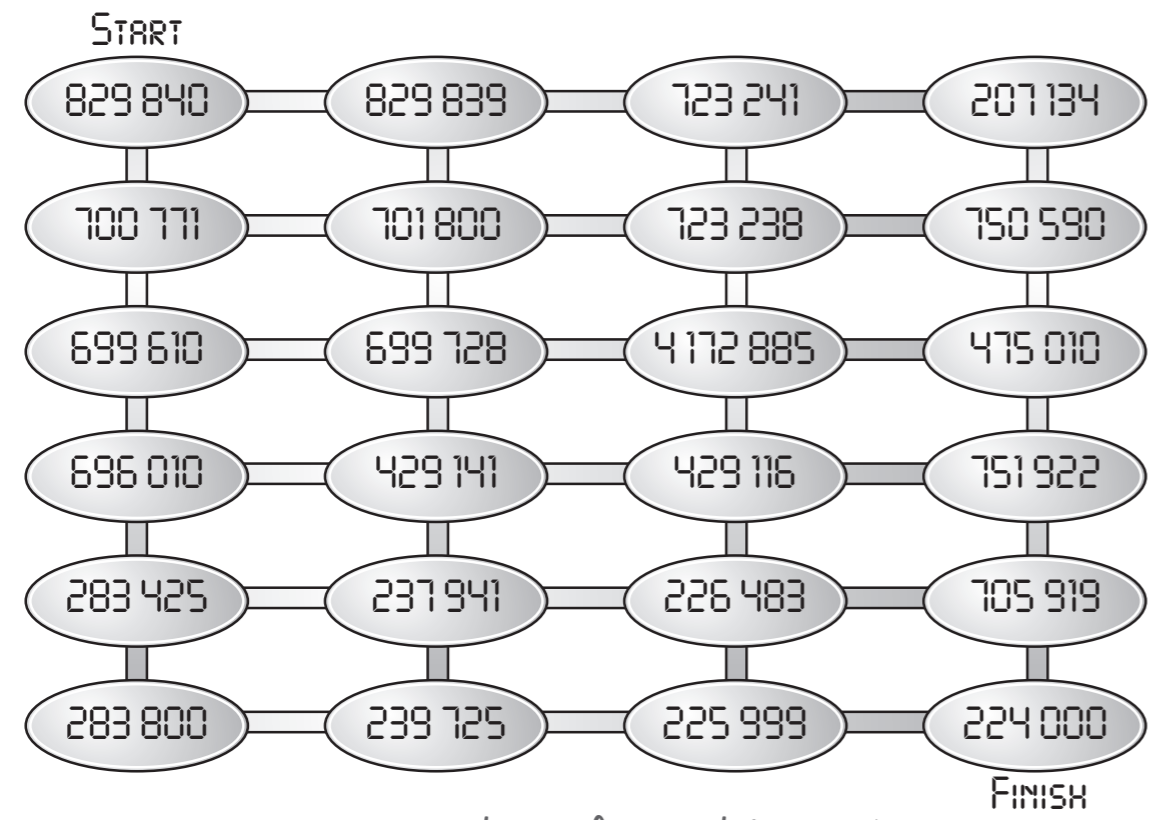 START
829 840 829 839 723 241 207 134
700 771 701 800 723 238 750 590
699 610 699 728 4 172 885 475 010
696 010 429 141 429 116 751 922
283 425 237 941 226 483 705 919
283 800 239 725 225 999 224 000
FINISH